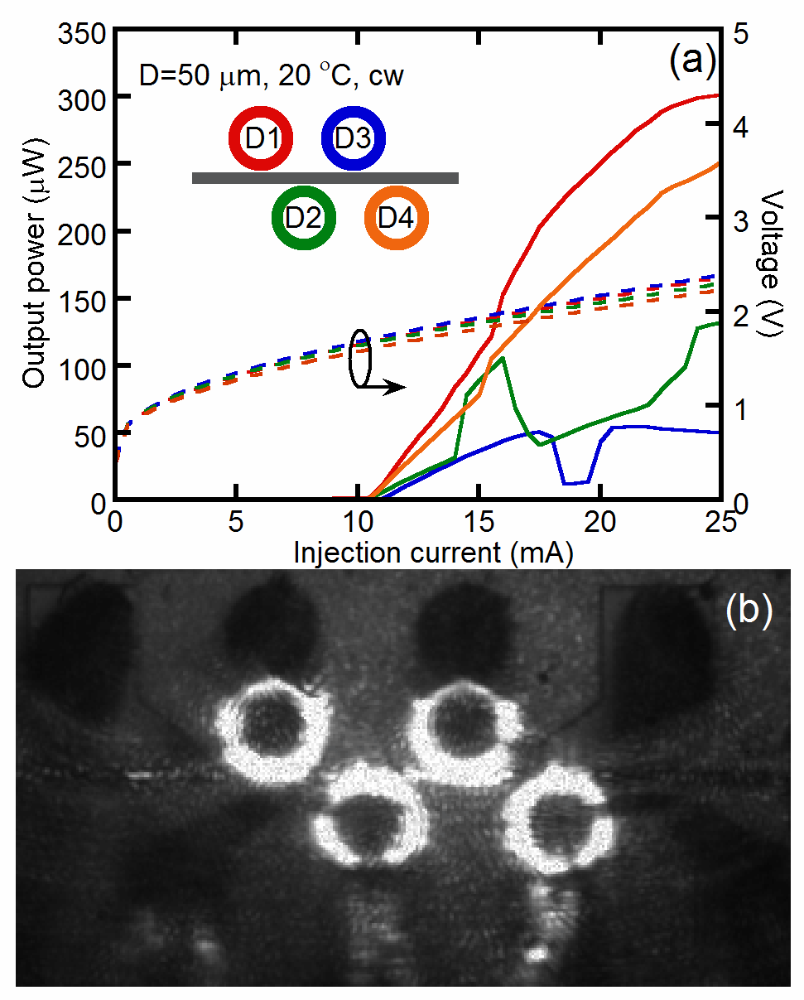 350
300
250
200
150
100
50
0
Output power (μW)
5
4
3
2
1
0
Voltage (V)
(a)
D=50 μm, 20 °C, cw
D1
D3
D2
D4
0 5 10 15 20 25
Injection current (mA)
(b)